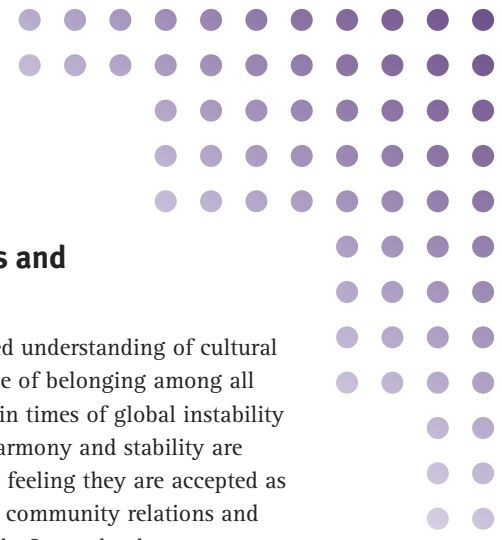 s and
ed understanding of cultural
e of belonging among all
in times of global instability
armony and stability are
feeling they are accepted as
community relations and